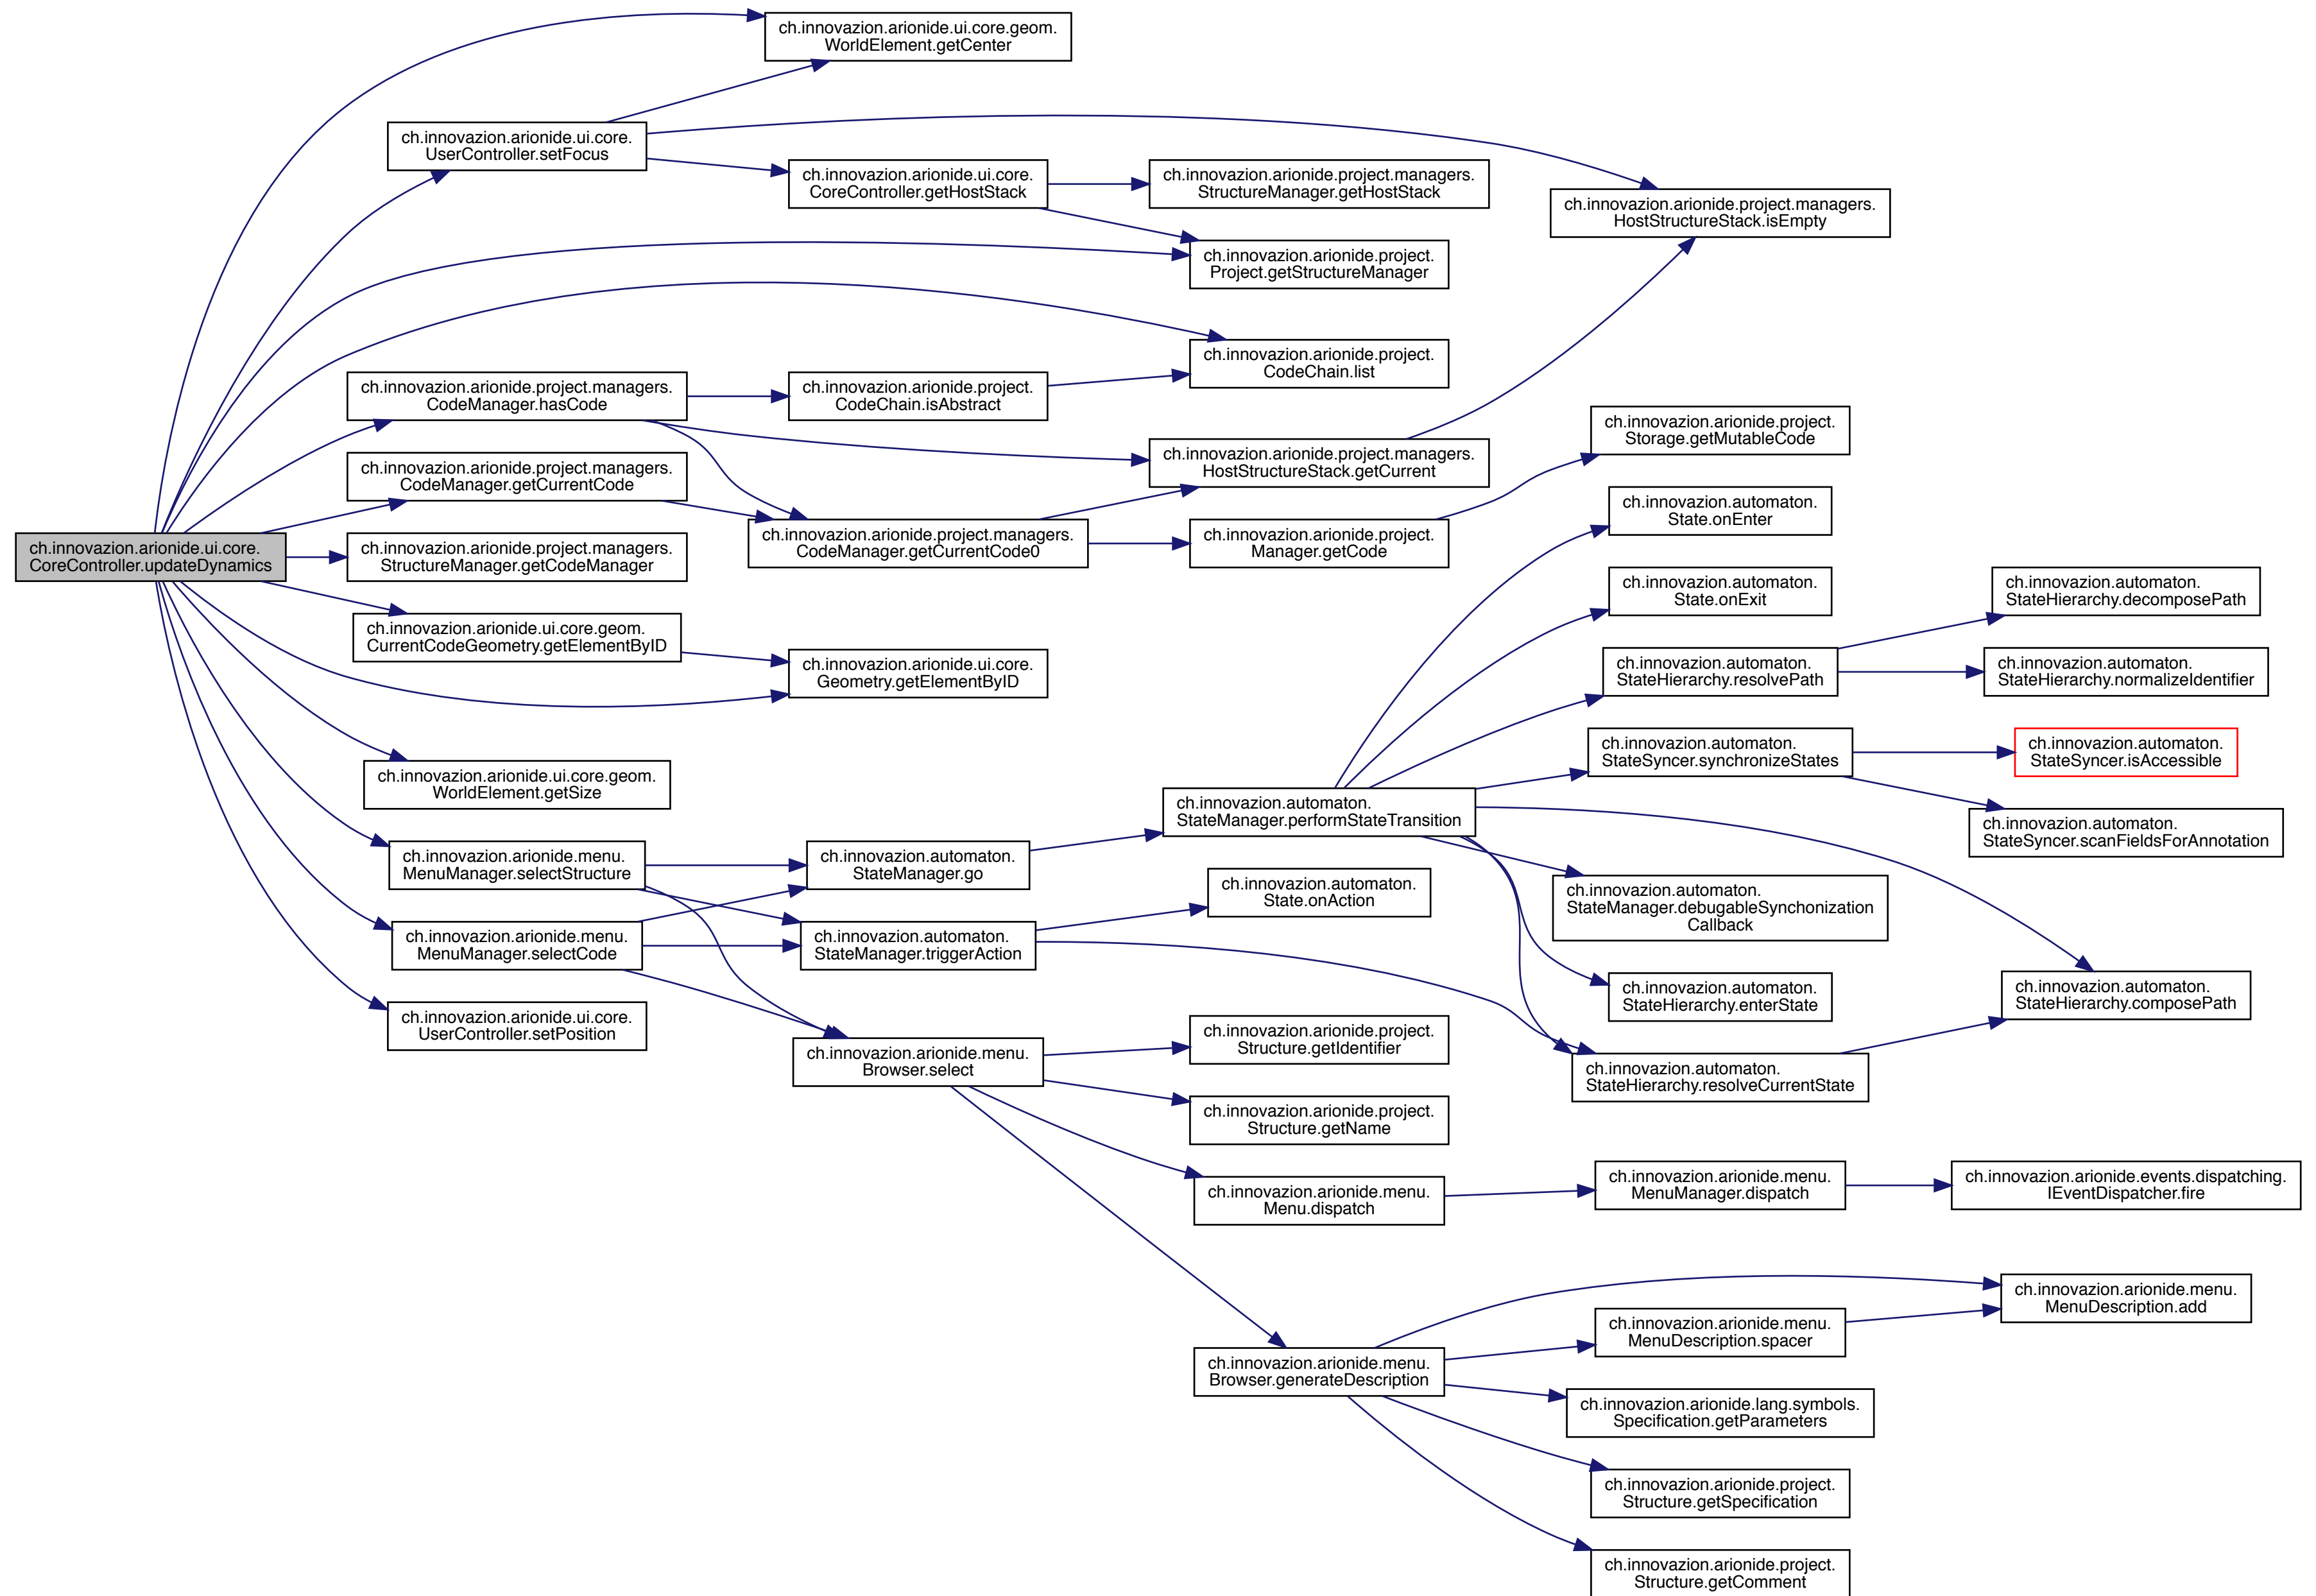 ch.innovazion.arionide.ui.core.
CoreController.updateDynamics
ch.innovazion.arionide.ui.core.geom.
WorldElement.getCenter
ch.innovazion.arionide.ui.core.
UserController.setFocus
ch.innovazion.arionide.ui.core.
CoreController.getHostStack
ch.innovazion.arionide.project.managers.
StructureManager.getHostStack
ch.innovazion.arionide.project.managers.
HostStructureStack.isEmpty
ch.innovazion.arionide.project.
Project.getStructureManager
ch.innovazion.arionide.project.
CodeChain.list
ch.innovazion.arionide.project.managers.
CodeManager.hasCode
ch.innovazion.arionide.project.
CodeChain.isAbstract
ch.innovazion.arionide.project.managers.
HostStructureStack.getCurrent
ch.innovazion.arionide.project.
Storage.getMutableCode
ch.innovazion.arionide.project.managers.
CodeManager.getCurrentCode
ch.innovazion.arionide.project.managers.
CodeManager.getCurrentCode0
ch.innovazion.arionide.project.
Manager.getCode
ch.innovazion.automaton.
State.onEnter
ch.innovazion.arionide.project.managers.
StructureManager.getCodeManager
ch.innovazion.automaton.
State.onExit
ch.innovazion.automaton.
StateHierarchy.decomposePath
ch.innovazion.arionide.ui.core.geom.
CurrentCodeGeometry.getElementByID
ch.innovazion.arionide.ui.core.
Geometry.getElementByID
ch.innovazion.automaton.
StateHierarchy.resolvePath
ch.innovazion.automaton.
StateHierarchy.normalizeIdentifier
ch.innovazion.automaton.
StateSyncer.synchronizeStates
ch.innovazion.automaton.
StateSyncer.isAccessible
ch.innovazion.arionide.ui.core.geom.
WorldElement.getSize
ch.innovazion.automaton.
StateManager.performStateTransition
ch.innovazion.automaton.
StateSyncer.scanFieldsForAnnotation
ch.innovazion.arionide.menu.
MenuManager.selectStructure
ch.innovazion.automaton.
StateManager.go
ch.innovazion.automaton.
State.onAction
ch.innovazion.automaton.
StateManager.debugableSynchonization
Callback
ch.innovazion.arionide.menu.
MenuManager.selectCode
ch.innovazion.automaton.
StateManager.triggerAction
ch.innovazion.automaton.
StateHierarchy.enterState
ch.innovazion.automaton.
StateHierarchy.composePath
ch.innovazion.arionide.ui.core.
UserController.setPosition
ch.innovazion.arionide.menu.
Browser.select
ch.innovazion.arionide.project.
Structure.getIdentifier
ch.innovazion.automaton.
StateHierarchy.resolveCurrentState
ch.innovazion.arionide.project.
Structure.getName
ch.innovazion.arionide.menu.
Menu.dispatch
ch.innovazion.arionide.menu.
MenuManager.dispatch
ch.innovazion.arionide.events.dispatching.
IEventDispatcher.fire
ch.innovazion.arionide.menu.
MenuDescription.add
ch.innovazion.arionide.menu.
MenuDescription.spacer
ch.innovazion.arionide.menu.
Browser.generateDescription
ch.innovazion.arionide.lang.symbols.
Specification.getParameters
ch.innovazion.arionide.project.
Structure.getSpecification
ch.innovazion.arionide.project.
Structure.getComment